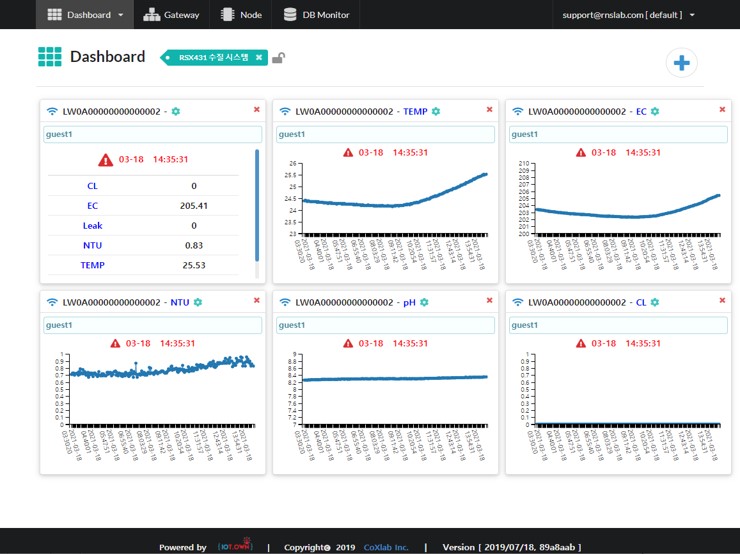 Dashboard Gateway Node DB Monitor support@rnslab.com [ default ]
Dashboard RSX431 수질 시스템
LW0A00000000000002 -
guest1
03-18 14:35:31
CL 0
EC 205.41
Leak 0
NTU 0.83
TEMP 25.53
LW0A00000000000002 - TEMP
guest1
03-18 14:35:31
26
25.5
25
24.5
24
23.5
23
LW0A00000000000002 - EC
guest1
03-18 14:35:31
210
209
208
207
206
205
204
203
202
201
200
LW0A00000000000002 - NTU
guest1
03-18 14:35:31
1
0.9
0.8
0.7
0.6
0.5
0.4
0.3
0.2
0.1
0
LW0A00000000000002 - pH
guest1
03-18 14:35:31
9
8.8
8.6
8.4
8.2
8
7.8
7.6
7.4
7.2
7
LW0A00000000000002 - CL
guest1
03-18 14:35:31
1
0.9
0.8
0.7
0.6
0.5
0.4
0.3
0.2
0.1
0
Powered by [IOT.OWN] | Copyright@ 2019 CoXlab Inc. | Version [ 2019/07/18, 89a8aab ]